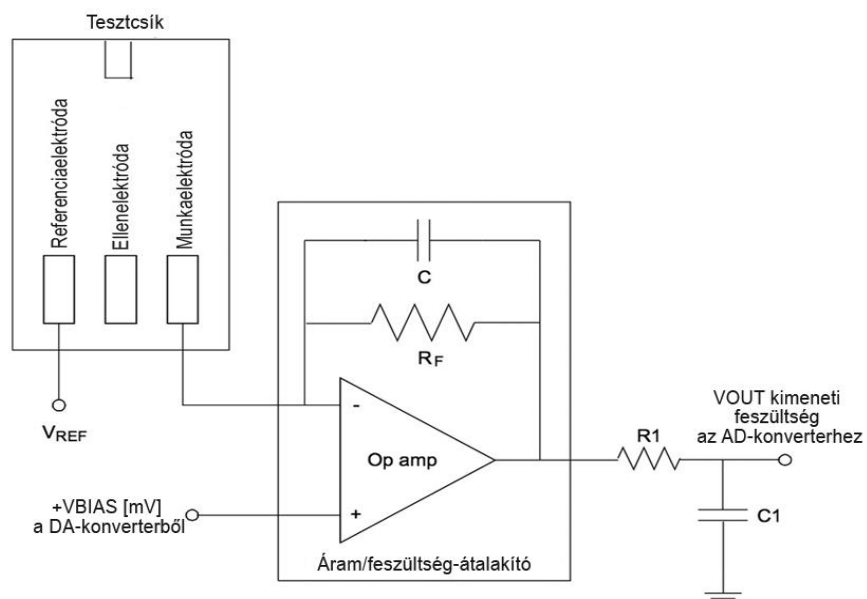 Tesztcsík
Referenciaelektróda
Ellenelektróda
Munkaelektróda
C
RF
VREF
-
Op amp
+
+VBIAS [mV]
a DA-konverterből
Áram/feszültség-átalakító
R1
VOUT kimeneti
feszültség
az AD-konverterhez
C1